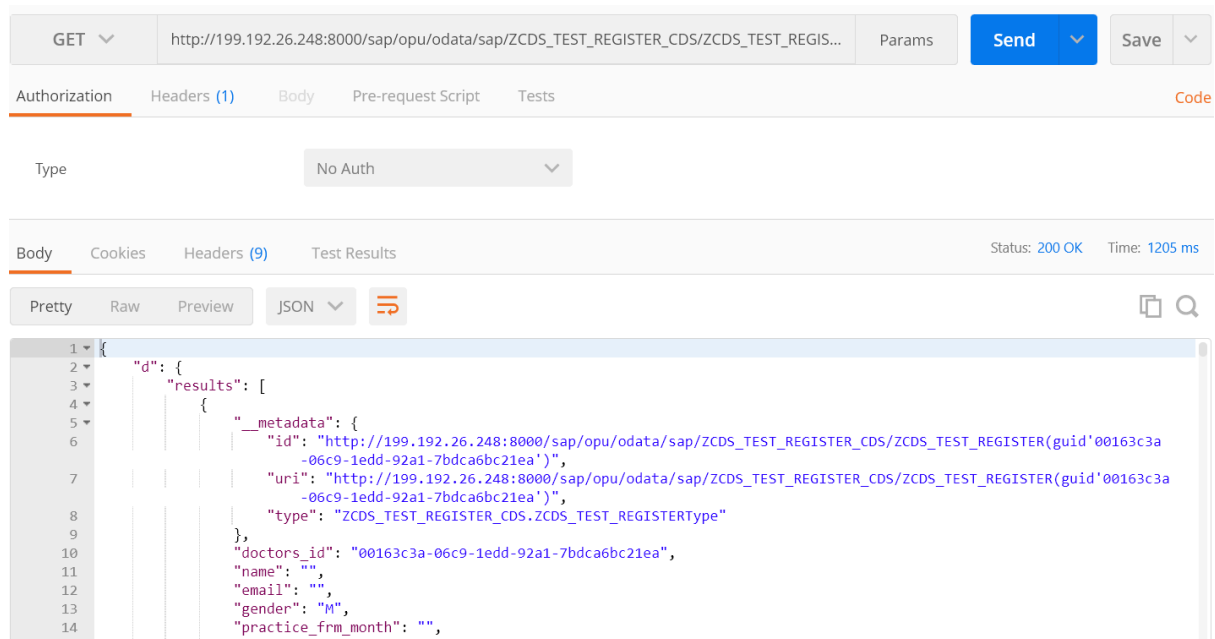 GET http://199.192.26.248:8000/sap/opu/odata/sap/ZCDS_TEST_REGISTER_CDS/ZCDS_TEST_REGIS... Params Send Save
Authorization Headers (1) Body Pre-request Script Tests Code
Type No Auth
Body Cookies Headers (9) Test Results Status: 200 OK Time: 1205 ms
Pretty Raw Preview JSON
1 {
2 "d": {
3 "results": [
4 {
5 "__metadata": {
6 "id": "http://199.192.26.248:8000/sap/opu/odata/sap/ZCDS_TEST_REGISTER_CDS/ZCDS_TEST_REGISTER(guid'00163c3a
-06c9-1edd-92a1-7bdca6bc21ea')",
7 "uri": "http://199.192.26.248:8000/sap/opu/odata/sap/ZCDS_TEST_REGISTER_CDS/ZCDS_TEST_REGISTER(guid'00163c3a
-06c9-1edd-92a1-7bdca6bc21ea')",
8 "type": "ZCDS_TEST_REGISTER_CDS.ZCDS_TEST_REGISTERType"
9 },
10 "doctors_id": "00163c3a-06c9-1edd-92a1-7bdca6bc21ea",
11 "name": "",
12 "email": "",
13 "gender": "M",
14 "practice_frm_month": "",